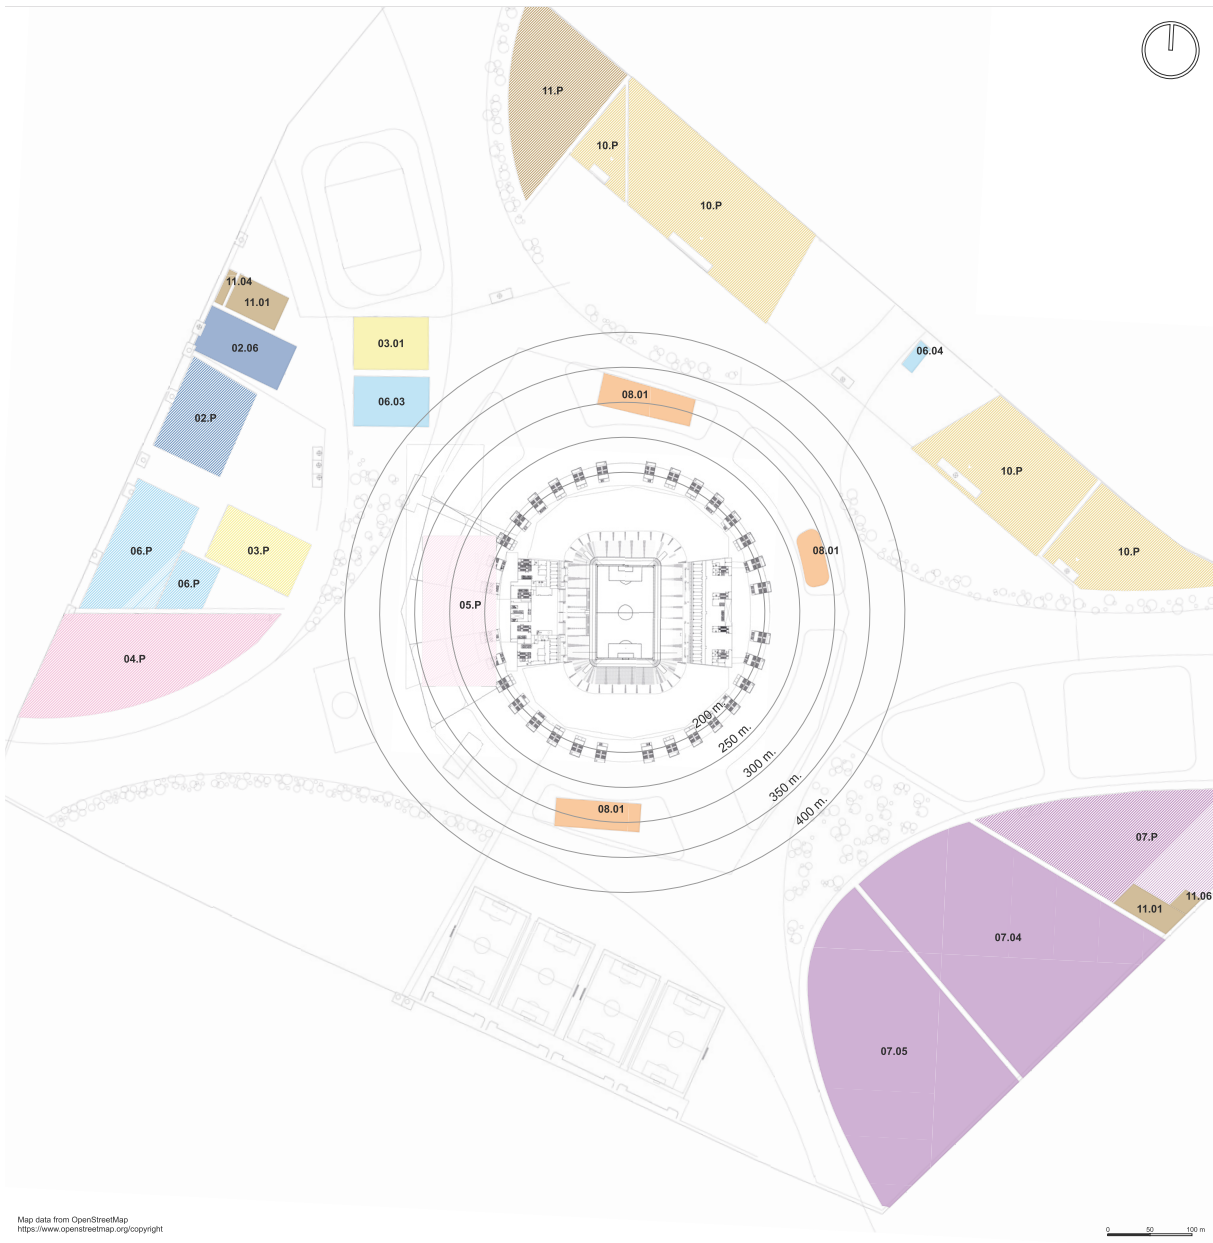 11.P
10.P
10.P
11.04
11.01
03.01
02.06
06.04
08.01
06.03
02.P
10.P
03.P
06.P
08.01
10.P
06.P
05.P
04.P
200 m.
250 m.
300 m.
350 m.
400 m.
08.01
07.P
11.06
11.01
07.04
07.05
Map data from OpenStreetMap
https://www.openstreetmap.org/copyright
0 50 100 m